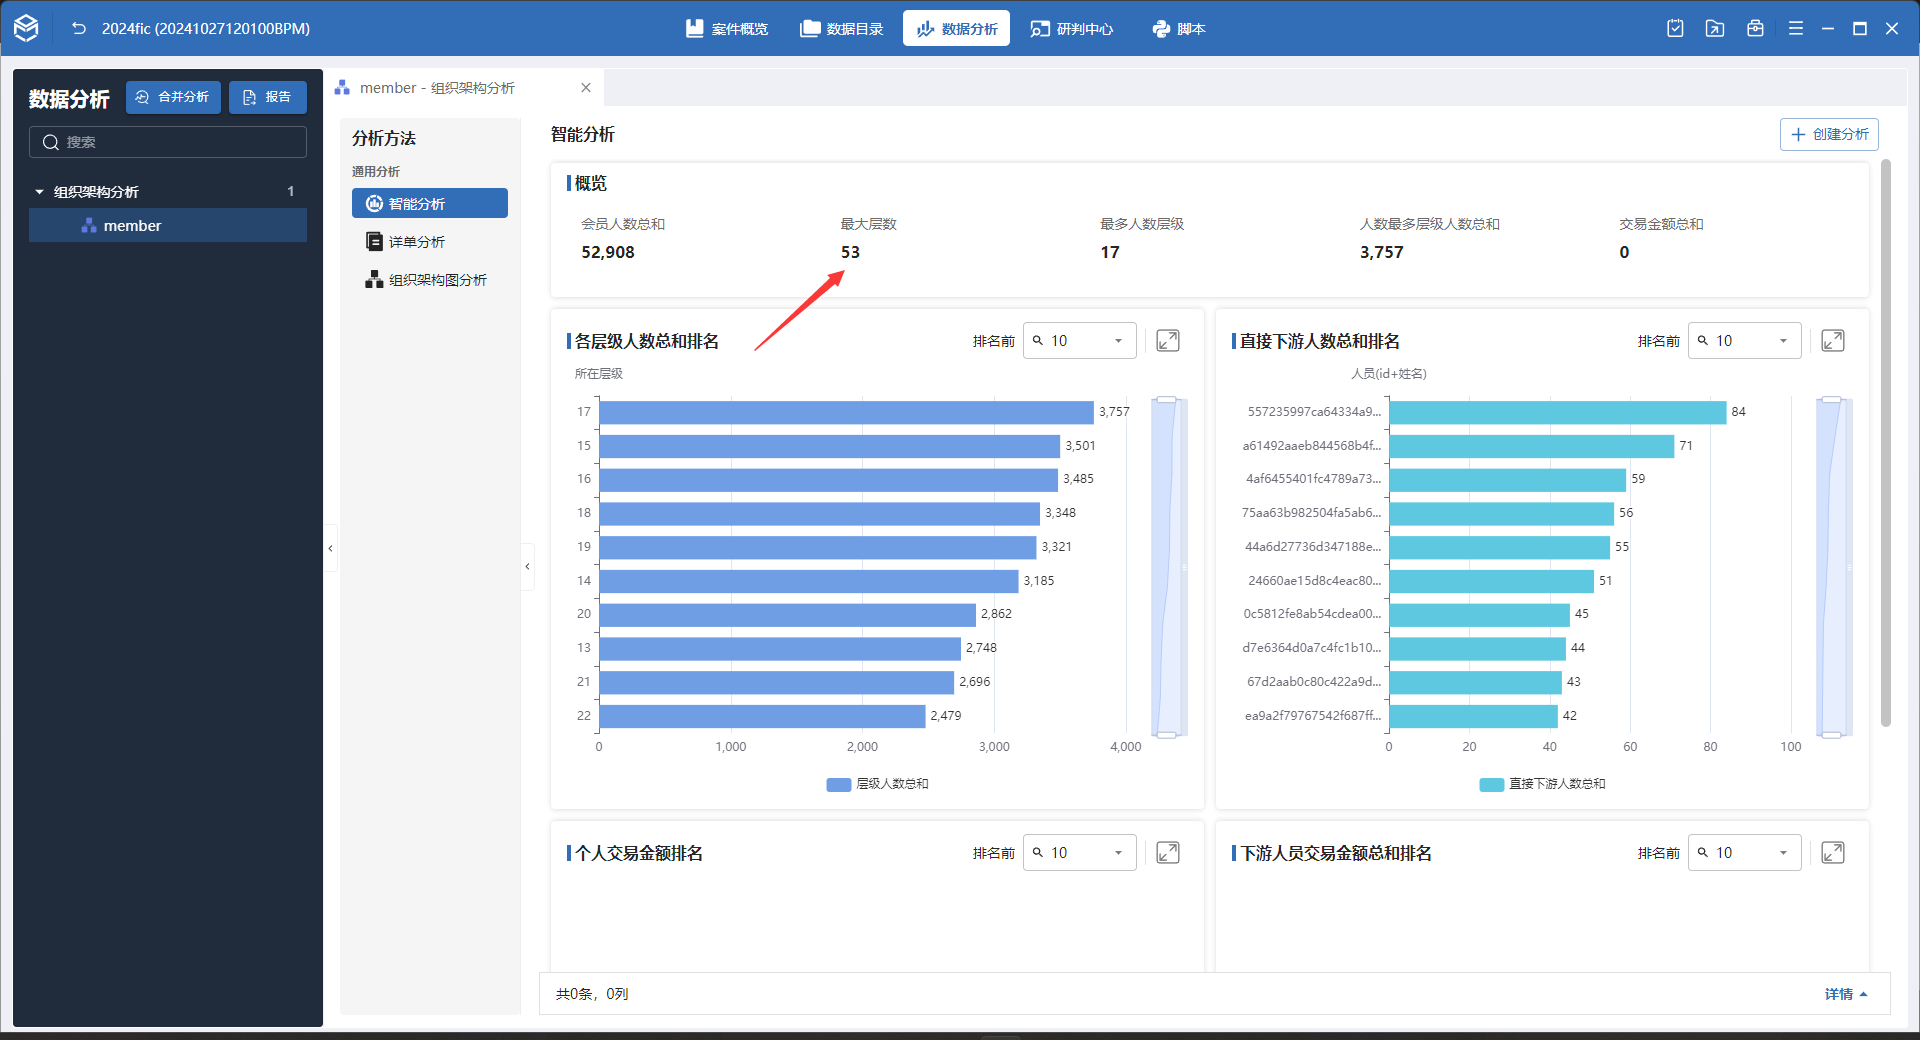 2024fic (20241027120100BPM)
案件概览
数据目录
数据分析
研判中心
脚本
数据分析
合并分析
报告
搜索
组织架构分析 1
member
member - 组织架构分析
分析方法
通用分析
智能分析
详单分析
组织架构图分析
智能分析
创建分析
概览
会员人数总和 最大层数 最多人数层级 人数最多层级人数总和 交易金额总和
52,908 53 17 3,757 0
各层级人数总和排名
排名前 10
所在层级
17 3,757
15 3,501
16 3,485
18 3,348
19 3,321
14 3,185
20 2,862
13 2,748
21 2,696
22 2,479
0 1,000 2,000 3,000 4,000
层级人数总和
直接下游人数总和排名
排名前 10
人员(id+姓名)
557235997ca64334a9... 84
a61492aaeb844568b4f... 71
4af6455401fc4789a73... 59
75aa63b982504fa5ab6... 56
44a6d27736d347188e... 55
24660ae15d8c4eac80... 51
0c5812fe8ab54cdea00... 45
d7e6364d0a7c4fc1b10... 44
67d2aab0c80c422a9d... 43
ea9a2f79767542f687ff... 42
0 20 40 60 80 100
直接下游人数总和
个人交易金额排名
排名前 10
下游人员交易金额总和排名
排名前 10
共0条，0列
详情